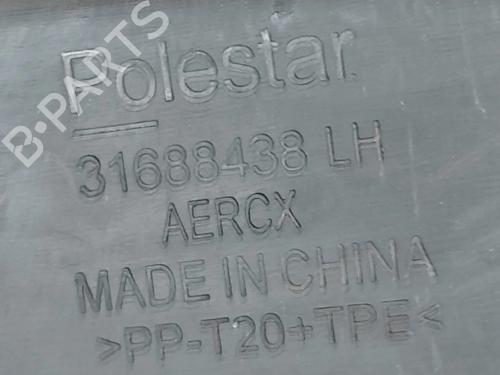 Polestar
B-PARTS
31688438 LH
AERCX
MADE IN CHINA
>PP-T20+TPE<